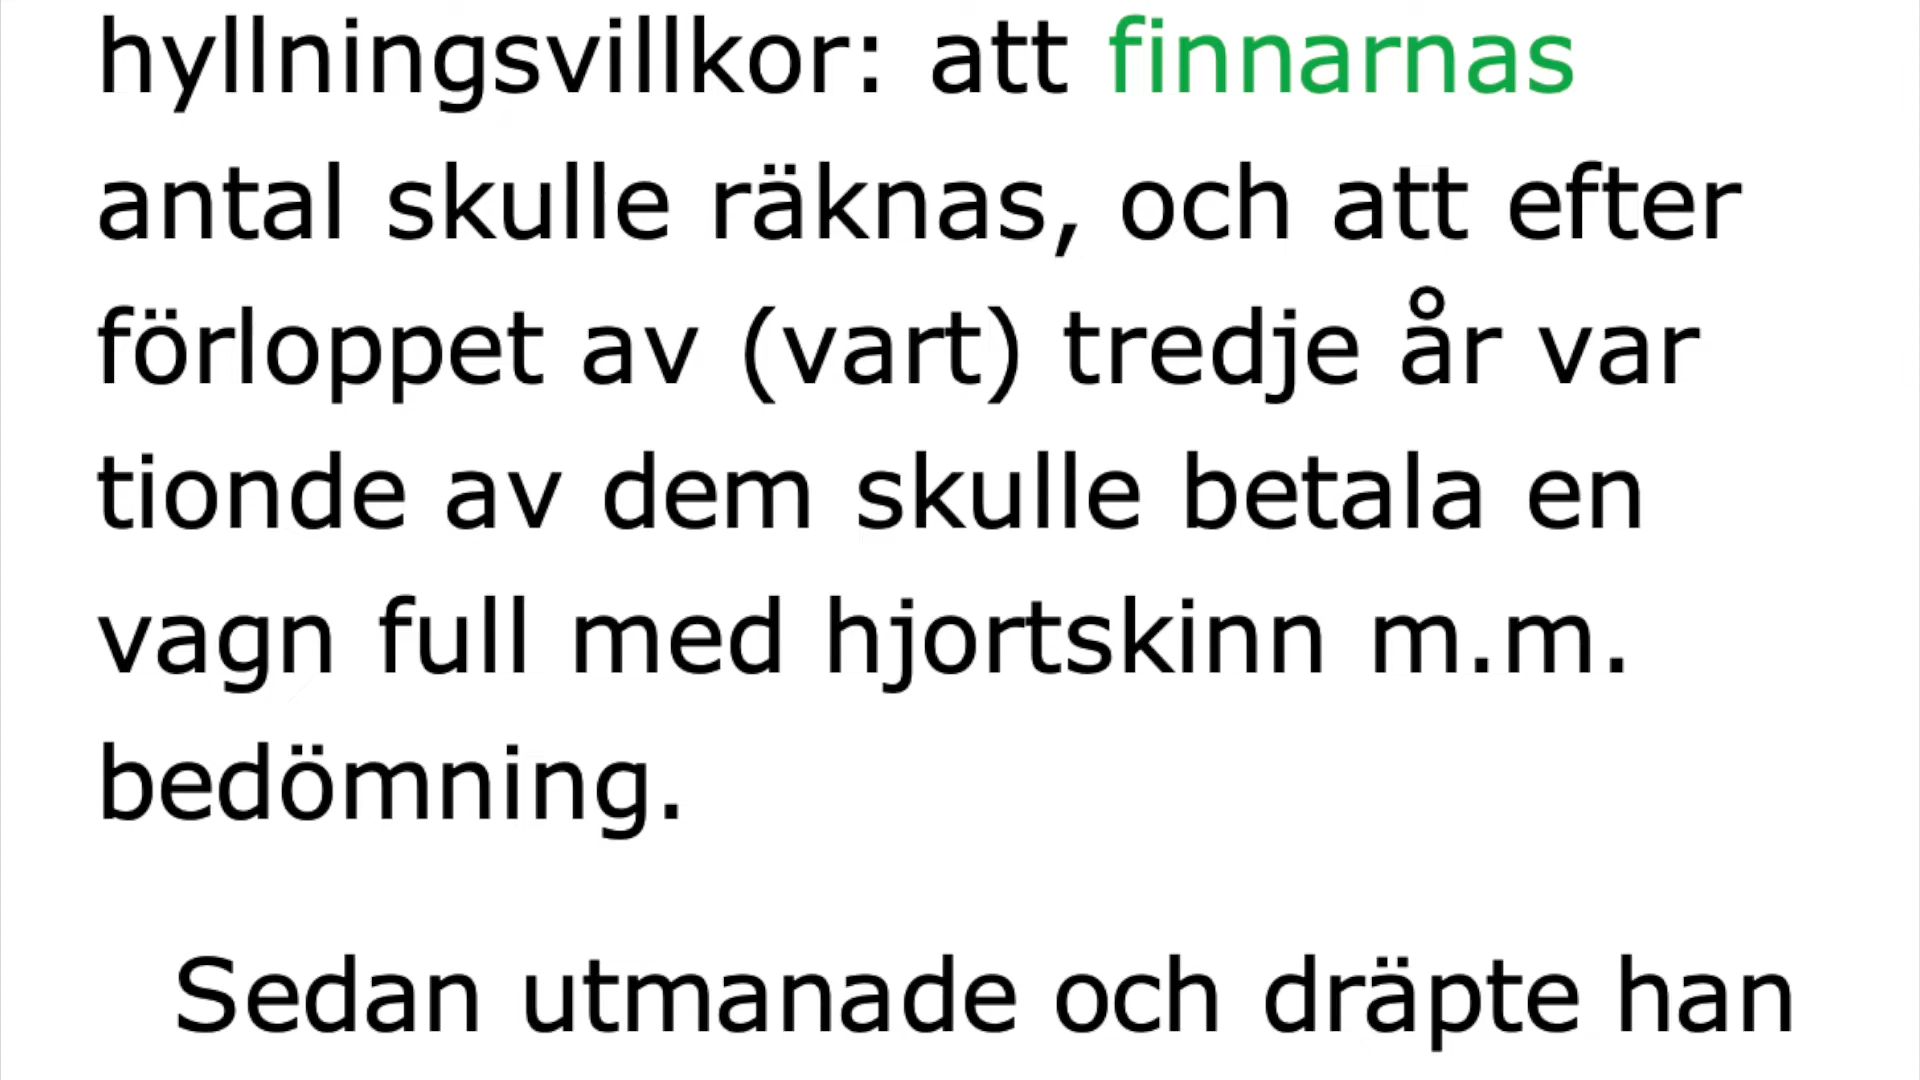 hyllningsvillkor: att finnarnas
antal skulle räknas, och att efter
förloppet av (vart) tredje år var
tionde av dem skulle betala en
vagn full med hjortskinn m.m.
bedömning.
Sedan utmanade och dräpte han